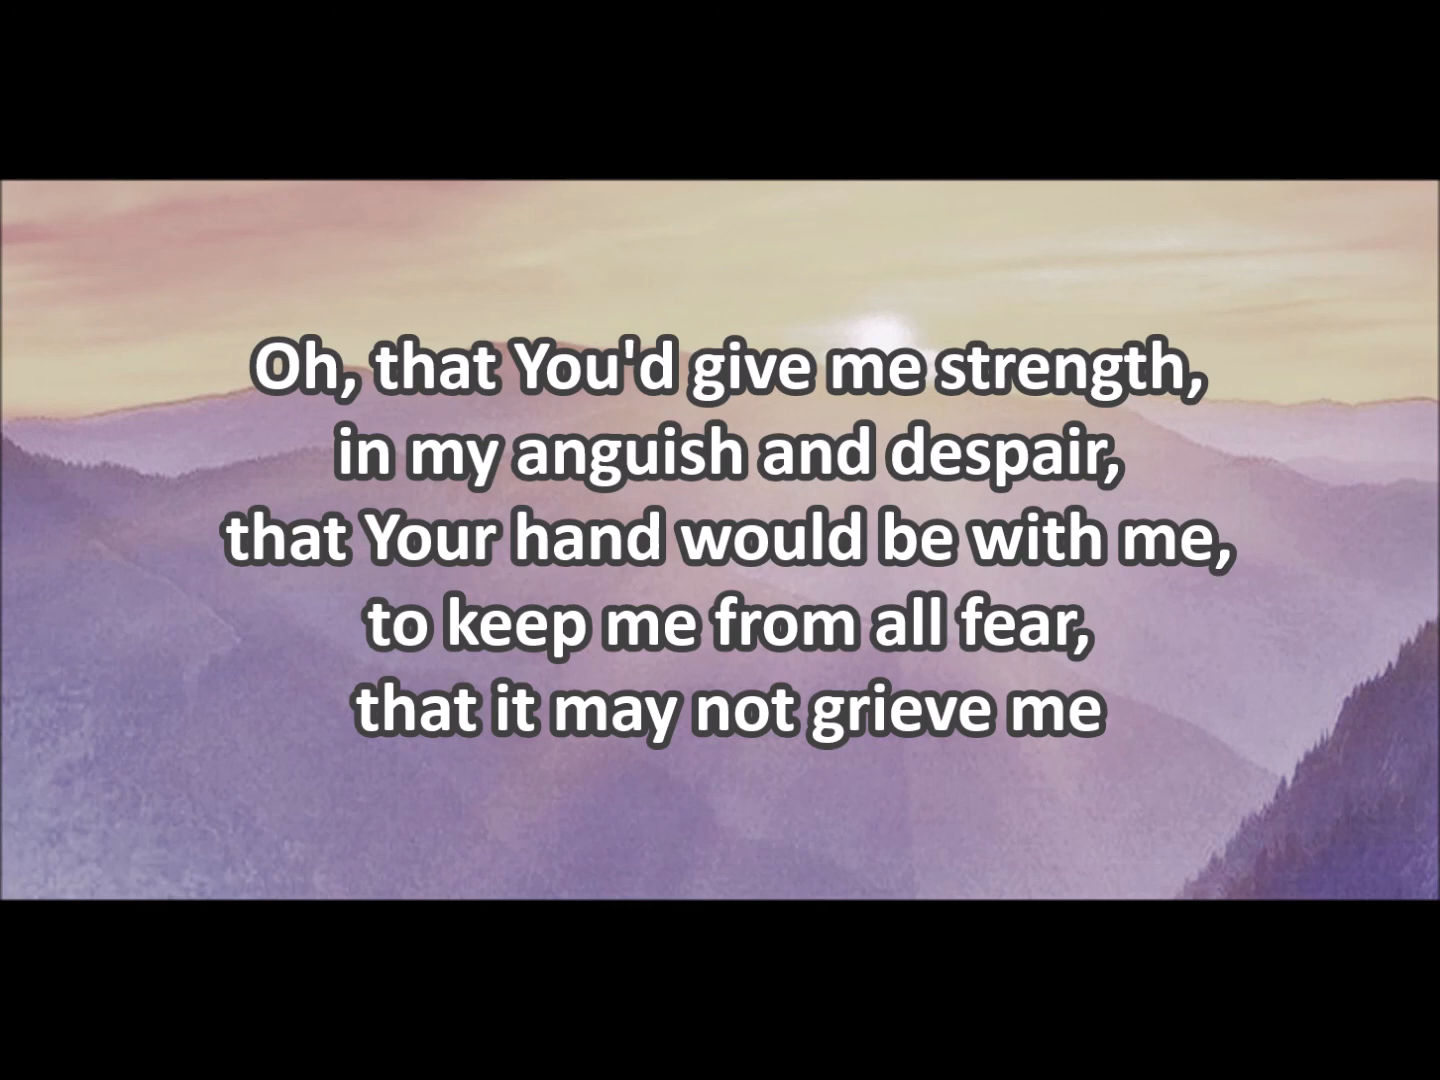 Oh, that You'd give me strength,
in my anguish and despair,
that Your hand would be with me,
to keep me from all fear,
that it may not grieve me